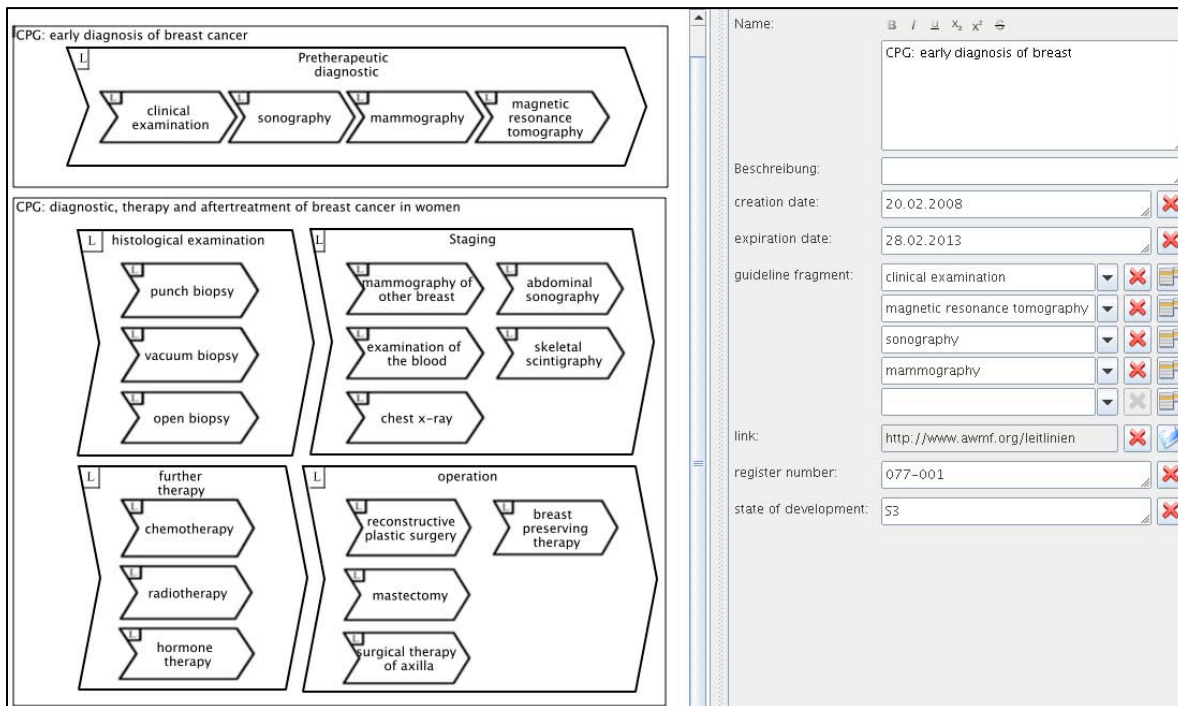 CPG: early diagnosis of breast cancer
L
Pretherapeutic
diagnostic
L
clinical
examination
L
sonography
L
mammography
L
magnetic
resonance
tomography
CPG: diagnostic, therapy and aftertreatment of breast cancer in women
L
histological examination
L
punch biopsy
L
vacuum biopsy
L
open biopsy
L
Staging
L
mammography of
other breast
L
abdominal
sonography
L
examination of
the blood
L
skeletal
scintigraphy
L
chest x-ray
L
further
therapy
L
chemotherapy
L
radiotherapy
L
hormone
therapy
L
operation
L
reconstructive
plastic surgery
L
breast
preserving
therapy
L
mastectomy
L
surgical therapy
of axilla
Name:
B I U X₂ X² S
CPG: early diagnosis of breast
Beschreibung:
creation date:
20.02.2008
expiration date:
28.02.2013
guideline fragment:
clinical examination
magnetic resonance tomography
sonography
mammography
link:
http://www.awmf.org/leitlinien
register number:
077-001
state of development:
S3